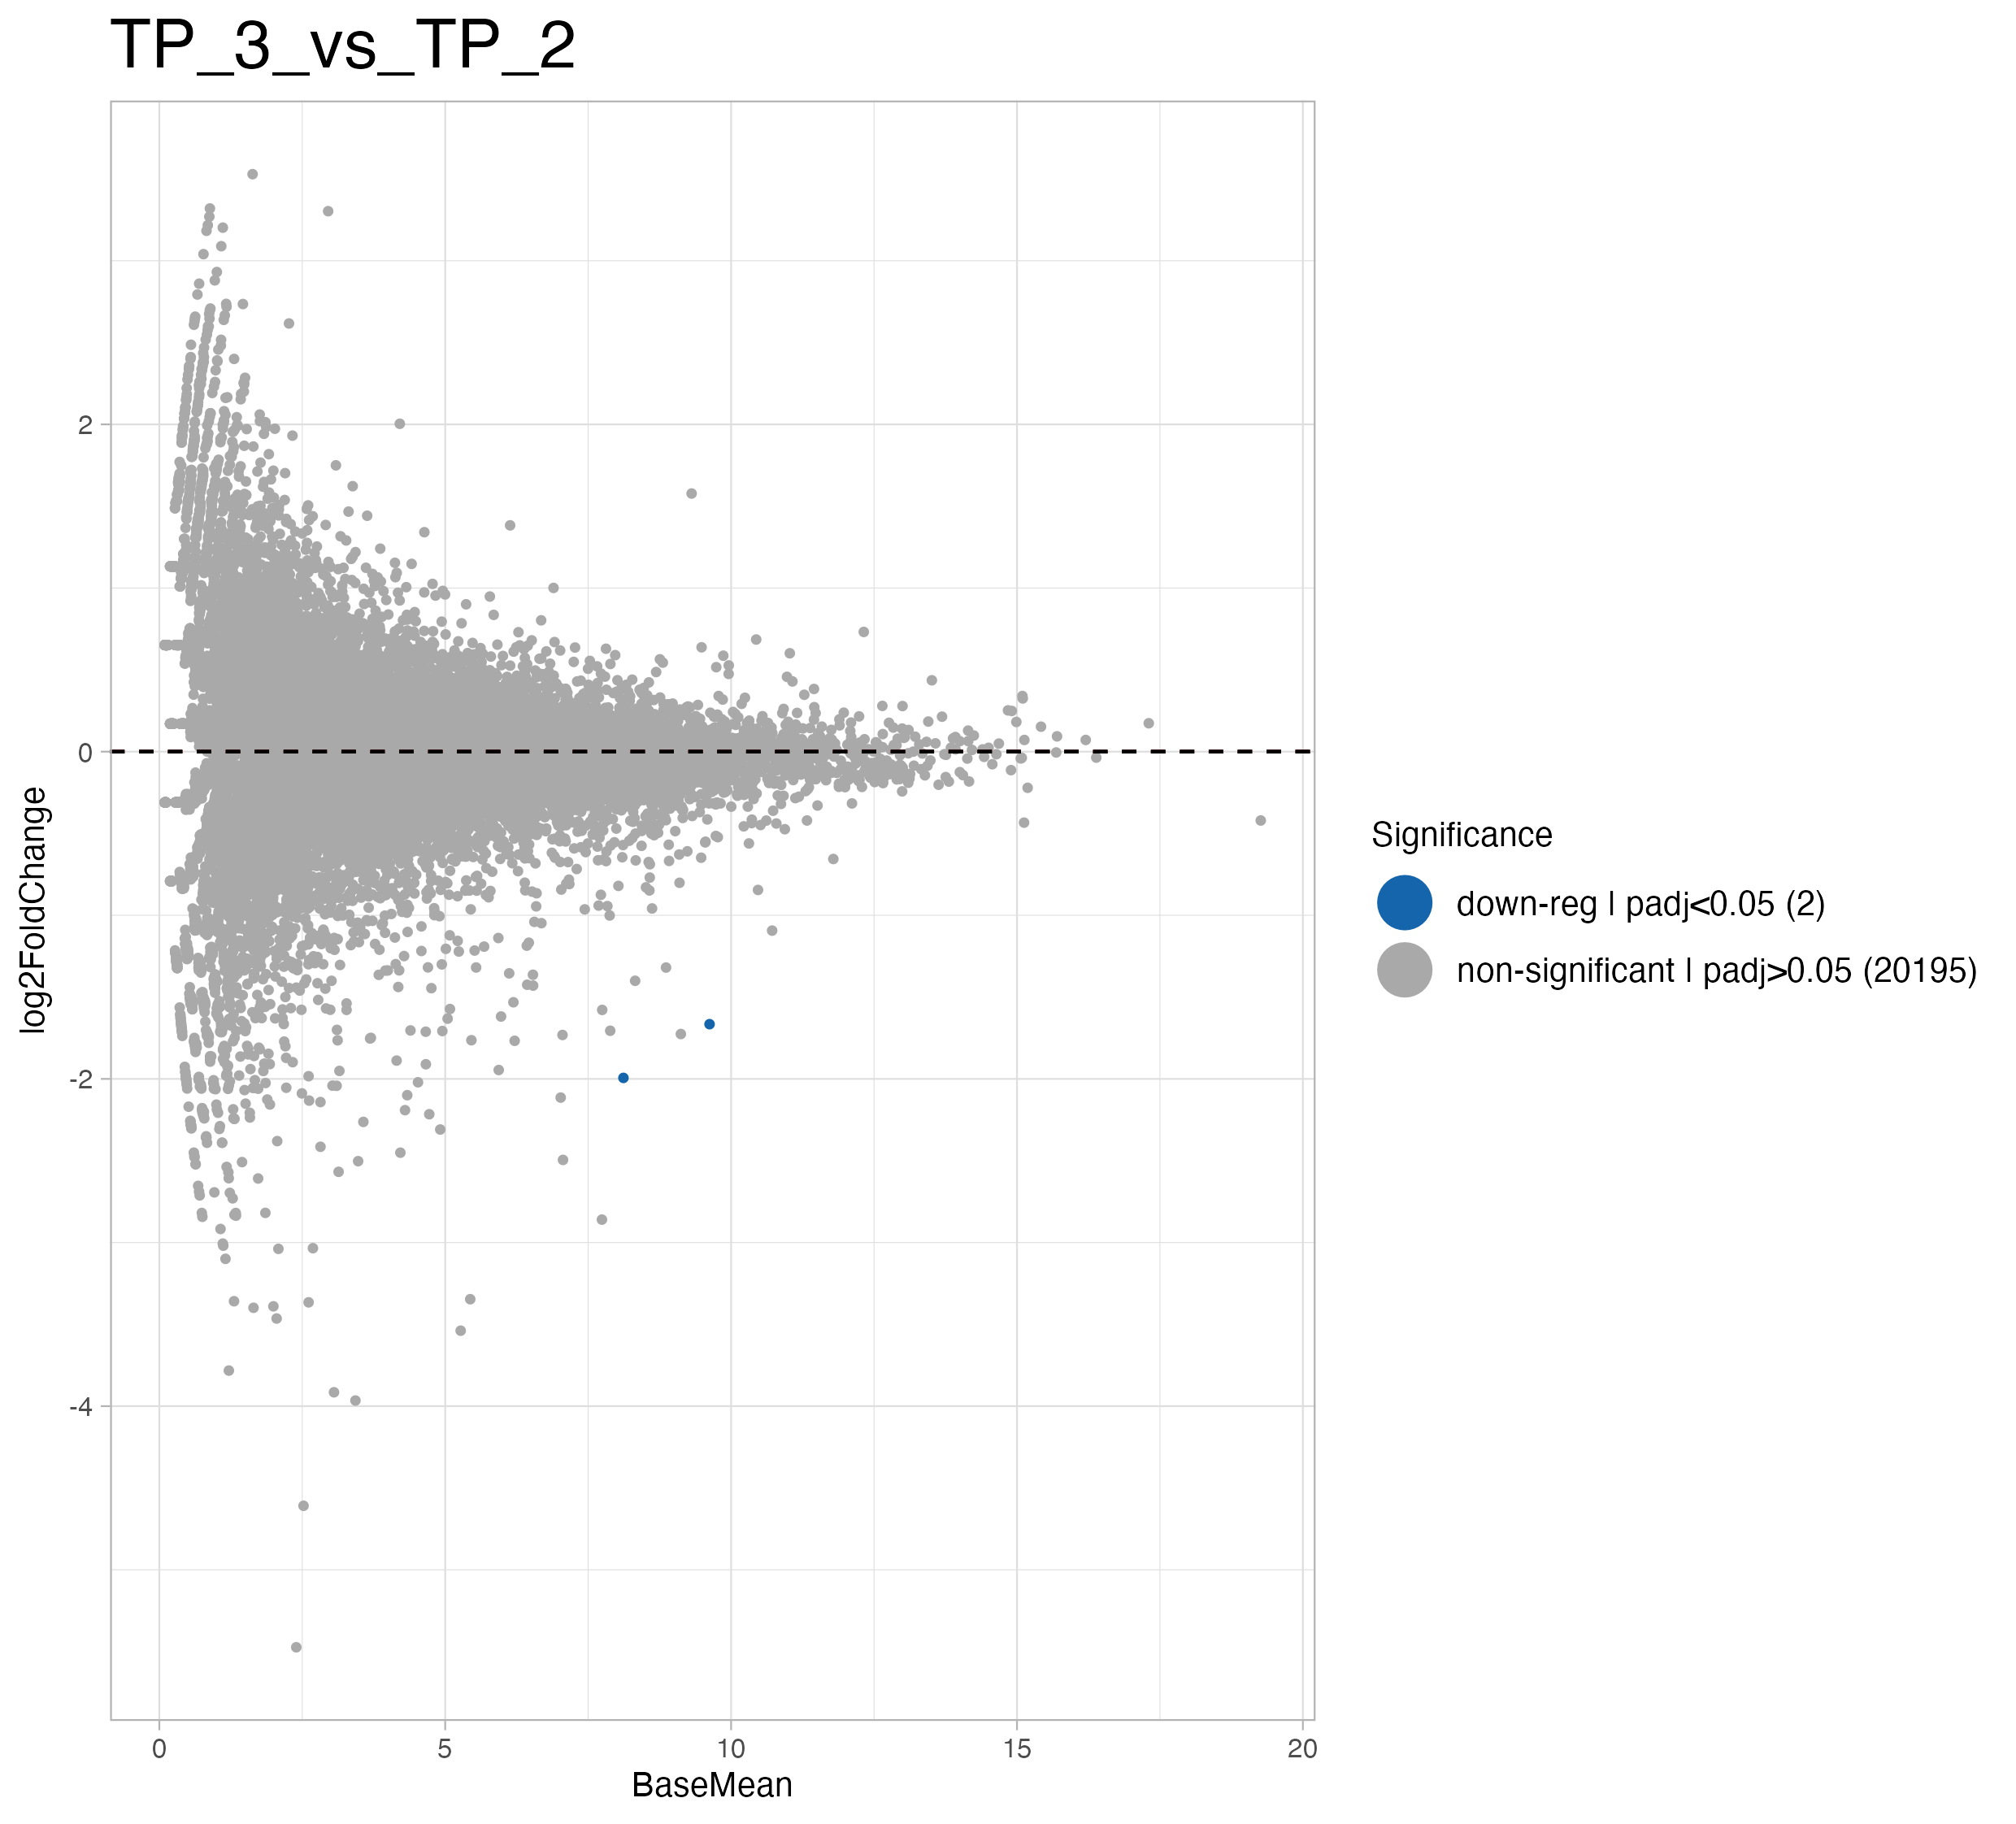 TP_3_vs_TP_2
log2FoldChange
2
0
-2
-4
0
5
10
15
20
BaseMean
Significance
down-reg | padj<0.05 (2)
non-significant | padj>0.05 (20195)